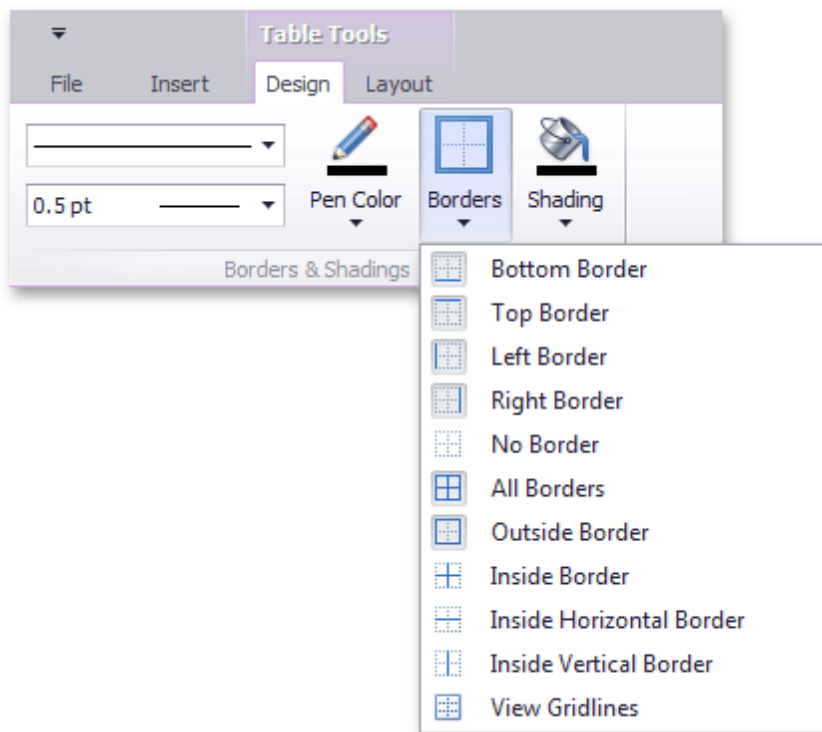 Table Tools
File Insert Design Layout
0.5 pt
Pen Color Borders Shading
Borders & Shadings
Bottom Border
Top Border
Left Border
Right Border
No Border
All Borders
Outside Border
Inside Border
Inside Horizontal Border
Inside Vertical Border
View Gridlines